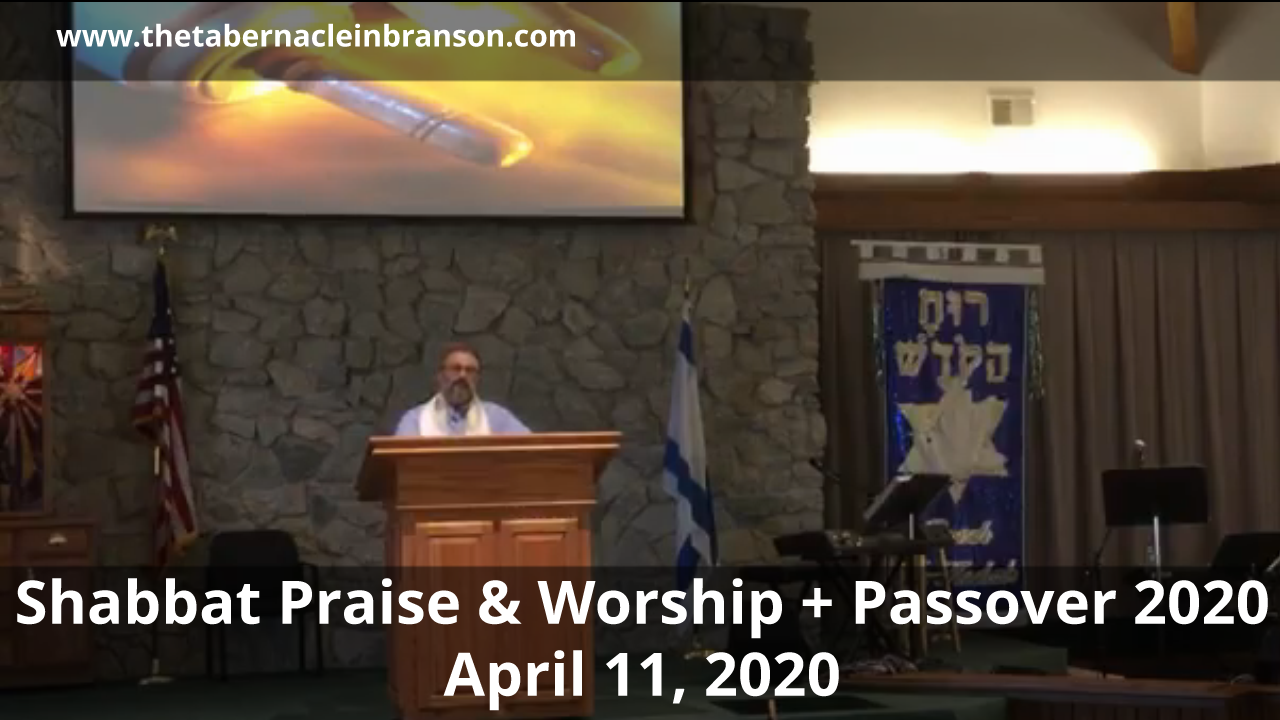 www.thetabernacleinbranson.com
רוּחַ
הַקֹּדֶשׁ
Shabbat Praise & Worship + Passover 2020
April 11, 2020